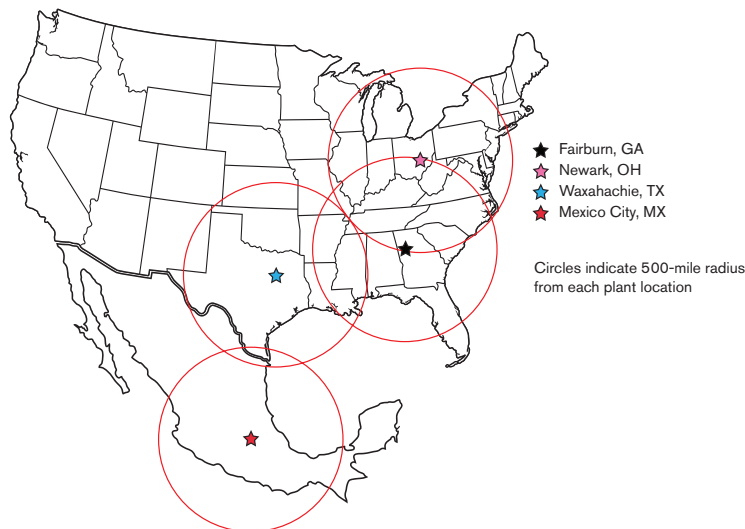 Fairburn, GA
Newark, OH
Waxahachie, TX
Mexico City, MX
Circles indicate 500-mile radius
from each plant location